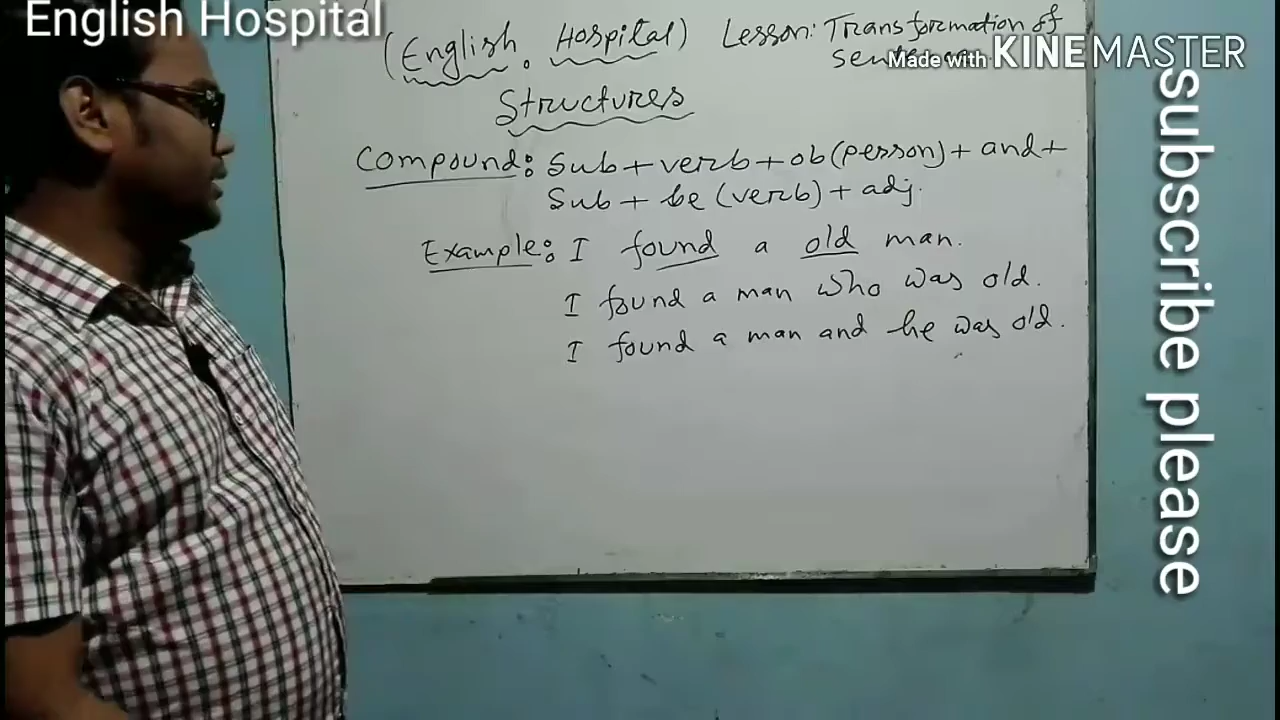 English Hospital
(English Hospital) Lesson: Transformation of
Made with KINEMASTER
Structures
Compound: Sub + verb + ob (person) + and +
Sub + be (verb) + adj.
Example: I found a old man.
I found a man who was old.
I found a man and he was old.
subscribe please